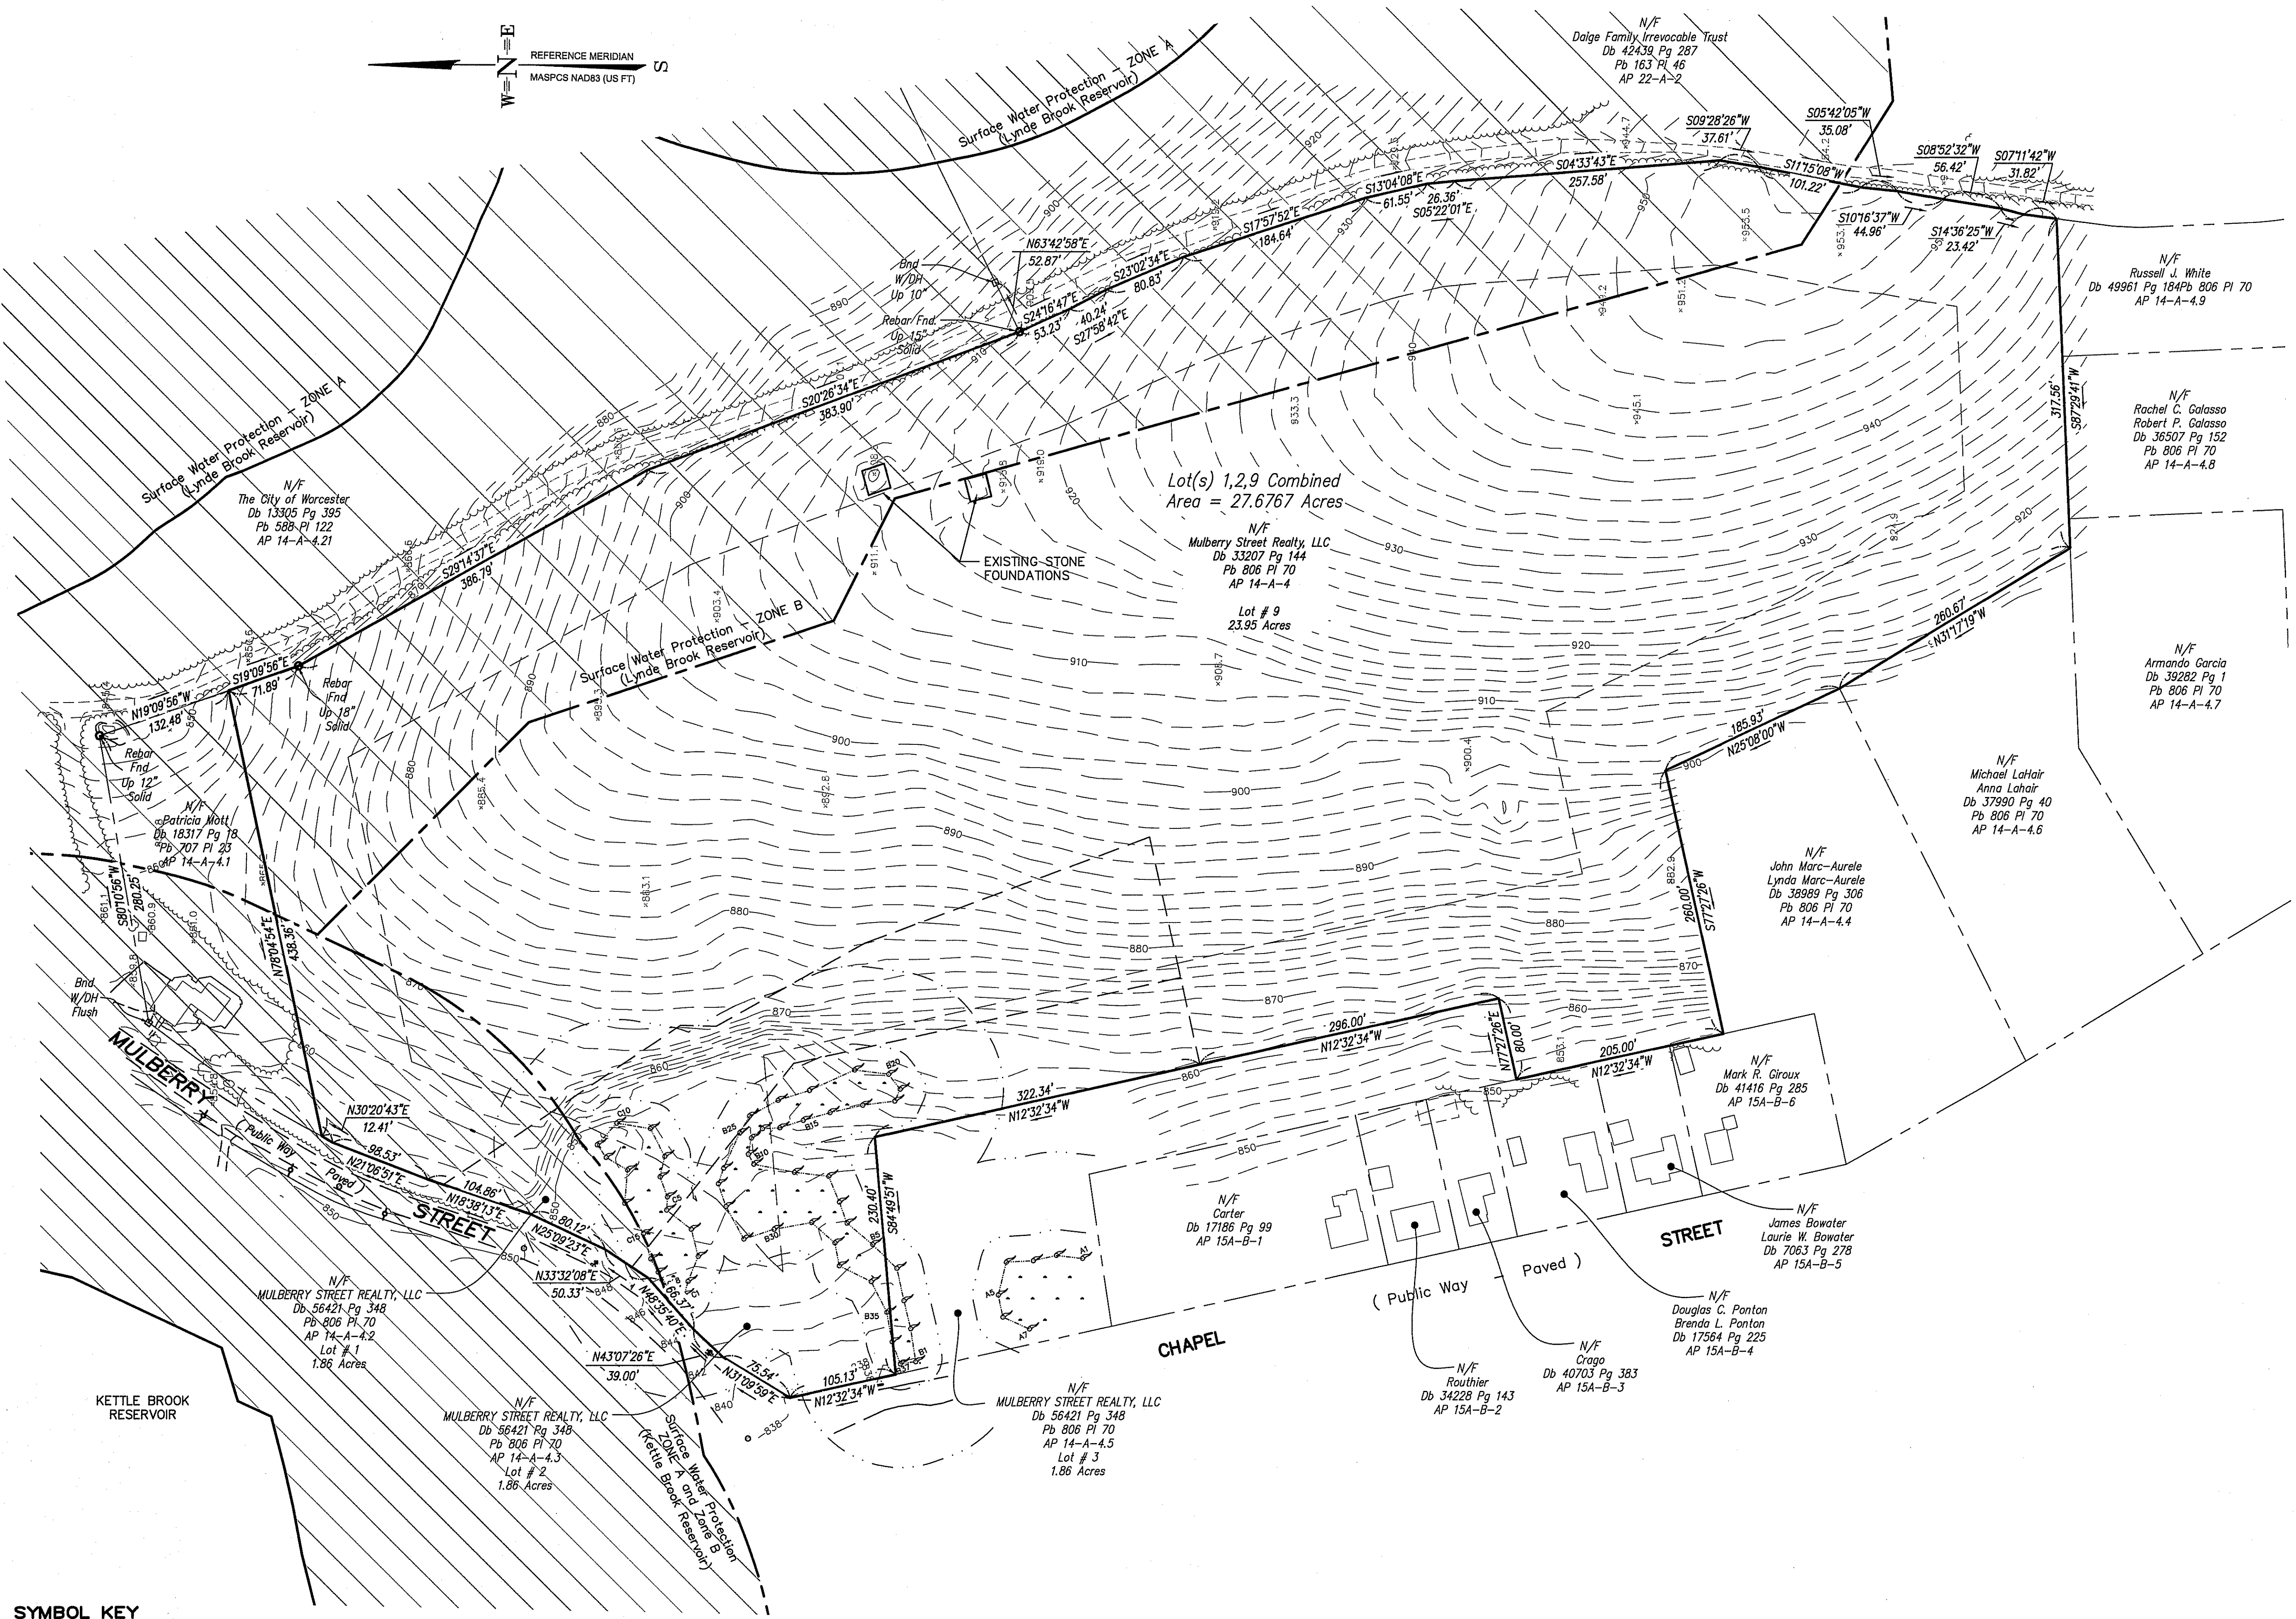 W N E
REFERENCE MERIDIAN
MASPCS NAD83 (US FT)
S
Surface Water Protection - ZONE A
(Lynde Brook Reservoir)
N/F
Dalge Family Irrevocable Trust
Db 42439 Pg 287
Pb 163 Pl 46
AP 22-A-2
S09°28'26"W
37.61'
S05°42'05"W
35.08'
S08°52'32"W
56.42'
S07°11'42"W
31.82'
S04°33'43"E
257.58'
S11°15'08"W
101.22'
S13°04'08"E
61.55'
26.36'
S05°22'01"E
S10°16'37"W
44.96'
S14°36'25"W
23.42'
S17°57'52"E
184.64'
N63°42'58"E
52.87'
Bnd
W/DH
Up 10"
S23°02'34"E
80.83'
S24°16'47"E
53.23'
40.24'
S27°58'42"E
Rebar Fnd.
Up 15"
Solid
N/F
Russell J. White
Db 49961 Pg 184Pb 806 Pl 70
AP 14-A-4.9
Surface Water Protection - ZONE A
(Lynde Brook Reservoir)
S20°26'34"E
383.90'
N/F
Rachel C. Galasso
Robert P. Galasso
Db 36507 Pg 152
Pb 806 Pl 70
AP 14-A-4.8
317.56'
S87°29'41"W
N/F
The City of Worcester
Db 13305 Pg 395
Pb 588 Pl 122
AP 14-A-4.21
Lot(s) 1,2,9 Combined
Area = 27.6767 Acres
N/F
Mulberry Street Realty, LLC
Db 33207 Pg 144
Pb 806 Pl 70
AP 14-A-4
Lot # 9
23.95 Acres
EXISTING STONE
FOUNDATIONS
S29°14'37"E
386.79'
Surface Water Protection - ZONE B
(Lynde Brook Reservoir)
S19°09'56"E
71.89'
N19°09'56"W
132.48'
Rebar
Fnd
Up 18"
Solid
Rebar
Fnd
Up 12"
Solid
260.67'
N31°17'19"W
N/F
Armando Garcia
Db 39282 Pg 1
Pb 806 Pl 70
AP 14-A-4.7
185.93'
N25°08'00"W
N/F
Michael LaHair
Anna Lahair
Db 37990 Pg 40
Pb 806 Pl 70
AP 14-A-4.6
N/F
Patricia Mott
Db 18317 Pg 18
Pb 707 Pl 23
AP 14-A-4.1
S80°10'56"W
280.25'
N78°04'54"E
438.36'
N/F
John Marc-Aurele
Lynda Marc-Aurele
Db 38989 Pg 306
Pb 806 Pl 70
AP 14-A-4.4
260.00'
S77°27'26"W
Bnd
W/DH
Flush
MULBERRY
(Public Way - Paved)
STREET
N30°20'43"E
12.41'
98.53'
N21°06'51"E
104.86'
N18°38'13"E
80.12'
N25°09'23"E
N33°32'08"E
50.33'
66.37'
N48°35'40"E
N43°07'26"E
39.00'
75.54'
N31°09'59"E
105.13'
N12°32'34"W
230.40'
S84°49'51"W
322.34'
N12°32'34"W
296.00'
N12°32'34"W
N77°27'26"E
80.00'
205.00'
N12°32'34"W
N/F
Mark R. Giroux
Db 41416 Pg 285
AP 15A-B-6
N/F
Carter
Db 17186 Pg 99
AP 15A-B-1
N/F
James Bowater
Laurie W. Bowater
Db 7063 Pg 278
AP 15A-B-5
STREET
( Public Way - Paved )
CHAPEL
N/F
Douglas C. Ponton
Brenda L. Ponton
Db 17564 Pg 225
AP 15A-B-4
N/F
Crago
Db 40703 Pg 383
AP 15A-B-3
N/F
Routhier
Db 34228 Pg 143
AP 15A-B-2
N/F
MULBERRY STREET REALTY, LLC
Db 56421 Pg 348
Pb 806 Pl 70
AP 14-A-4.2
Lot # 1
1.86 Acres
N/F
MULBERRY STREET REALTY, LLC
Db 56421 Pg 348
Pb 806 Pl 70
AP 14-A-4.3
Lot # 2
1.86 Acres
N/F
MULBERRY STREET REALTY, LLC
Db 56421 Pg 348
Pb 806 Pl 70
AP 14-A-4.5
Lot # 3
1.86 Acres
KETTLE BROOK
RESERVOIR
Surface Water Protection
ZONE A and Zone B
(Kettle Brook Reservoir)
SYMBOL KEY